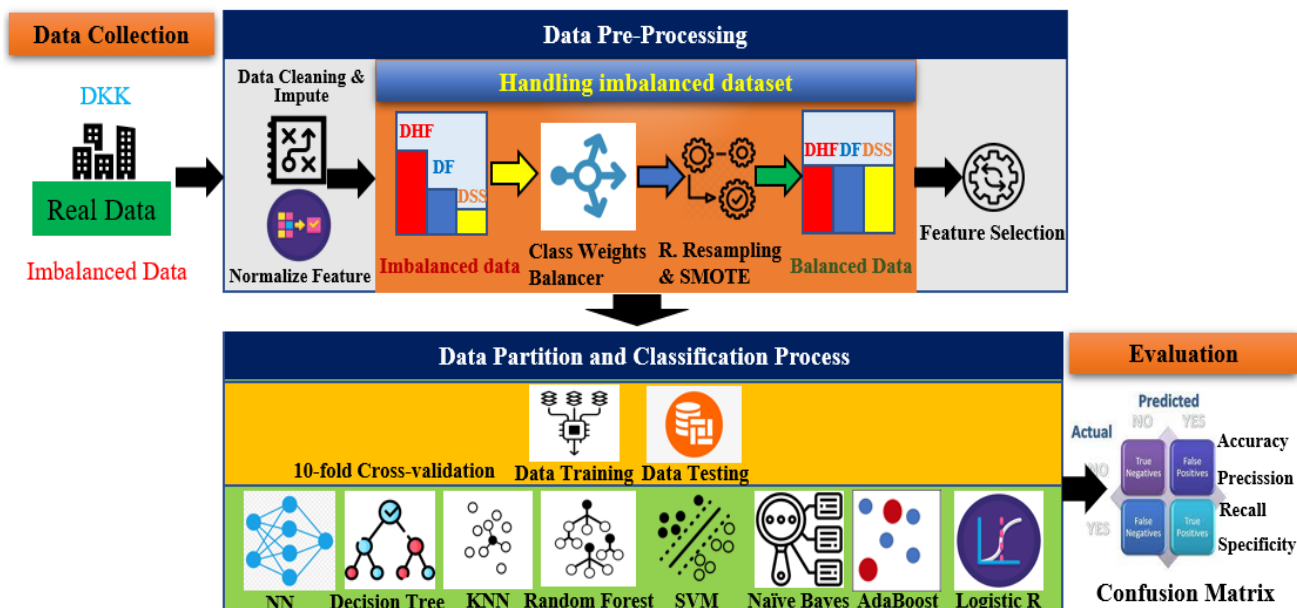 Data Collection
DKK
Real Data
Imbalanced Data
Data Pre-Processing
Data Cleaning &
Impute
Normalize Feature
Handling imbalanced dataset
DHF
DF
DSS
Imbalanced data
Class Weights
Balancer
R. Resampling
& SMOTE
DHF DF DSS
Balanced Data
Feature Selection
Data Partition and Classification Process
10-fold Cross-validation
Data Training
Data Testing
NN
Decision Tree
KNN
Random Forest
SVM
Naïve Bayes
AdaBoost
Logistic R
Evaluation
Predicted
NO YES
Actual
NO
YES
True
Negatives
False
Positives
False
Negatives
True
Positives
Accuracy
Precission
Recall
Specificity
Confusion Matrix